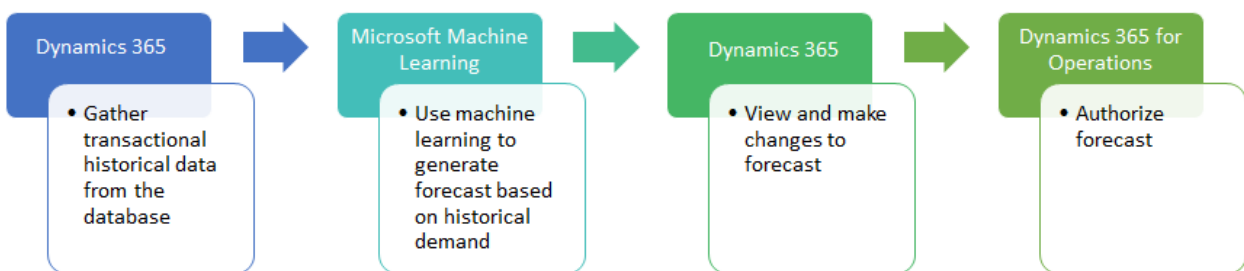 Dynamics 365
• Gather
transactional
historical data
from the
database
Microsoft Machine
Learning
• Use machine
learning to
generate
forecast based
on historical
demand
Dynamics 365
• View and make
changes to
forecast
Dynamics 365 for
Operations
• Authorize
forecast